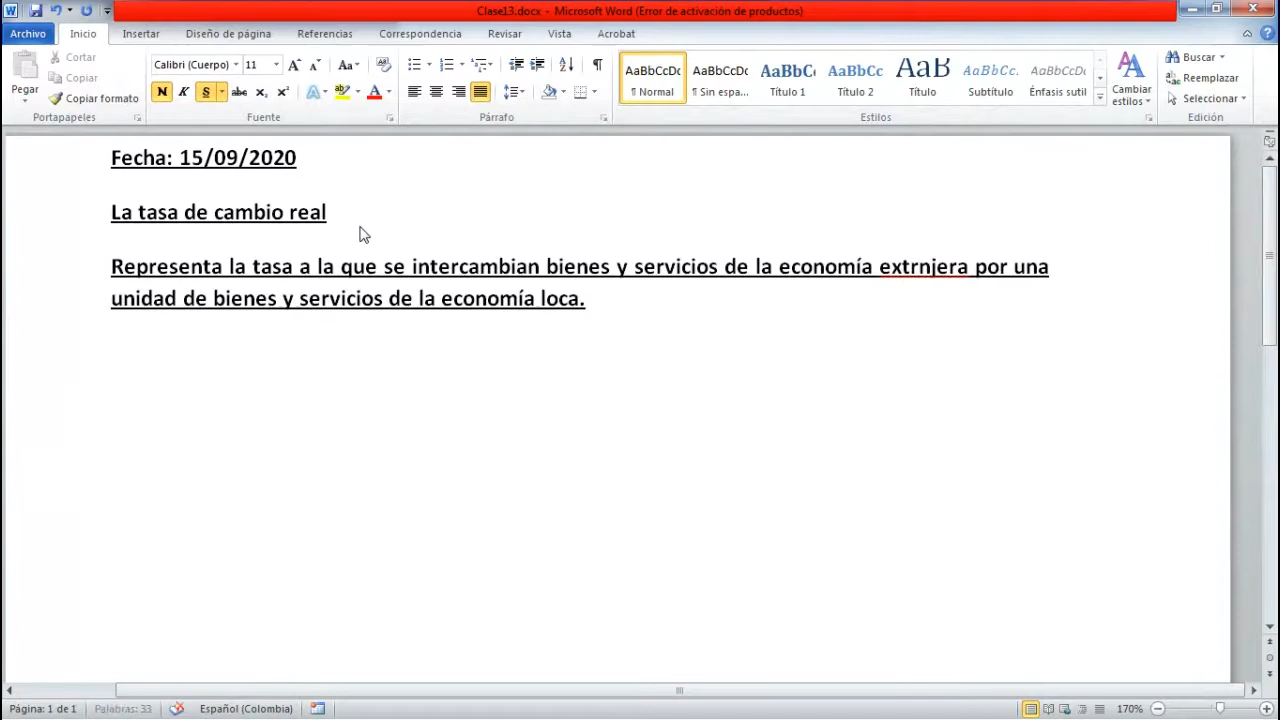 Clase13.docx - Microsoft Word (Error de activación de productos)
Archivo Inicio Insertar Diseño de página Referencias Correspondencia Revisar Vista Acrobat
Pegar
Cortar
Copiar
Copiar formato
Portapapeles
Calibri (Cuerpo) 11
N K S abc x₂ x² A
Fuente
Párrafo
AaBbCcDc AaBbCcDc AaBbC AaBbCc AaB AaBbCc. AaBbCcDc
¶ Normal ¶ Sin espa... Título 1 Título 2 Título Subtítulo Énfasis sutil
Cambiar estilos
Estilos
Buscar
Reemplazar
Seleccionar
Edición
Fecha: 15/09/2020
La tasa de cambio real
Representa la tasa a la que se intercambian bienes y servicios de la economía extrnjera por una
unidad de bienes y servicios de la economía loca.
Página: 1 de 1 Palabras: 33 Español (Colombia) 170%